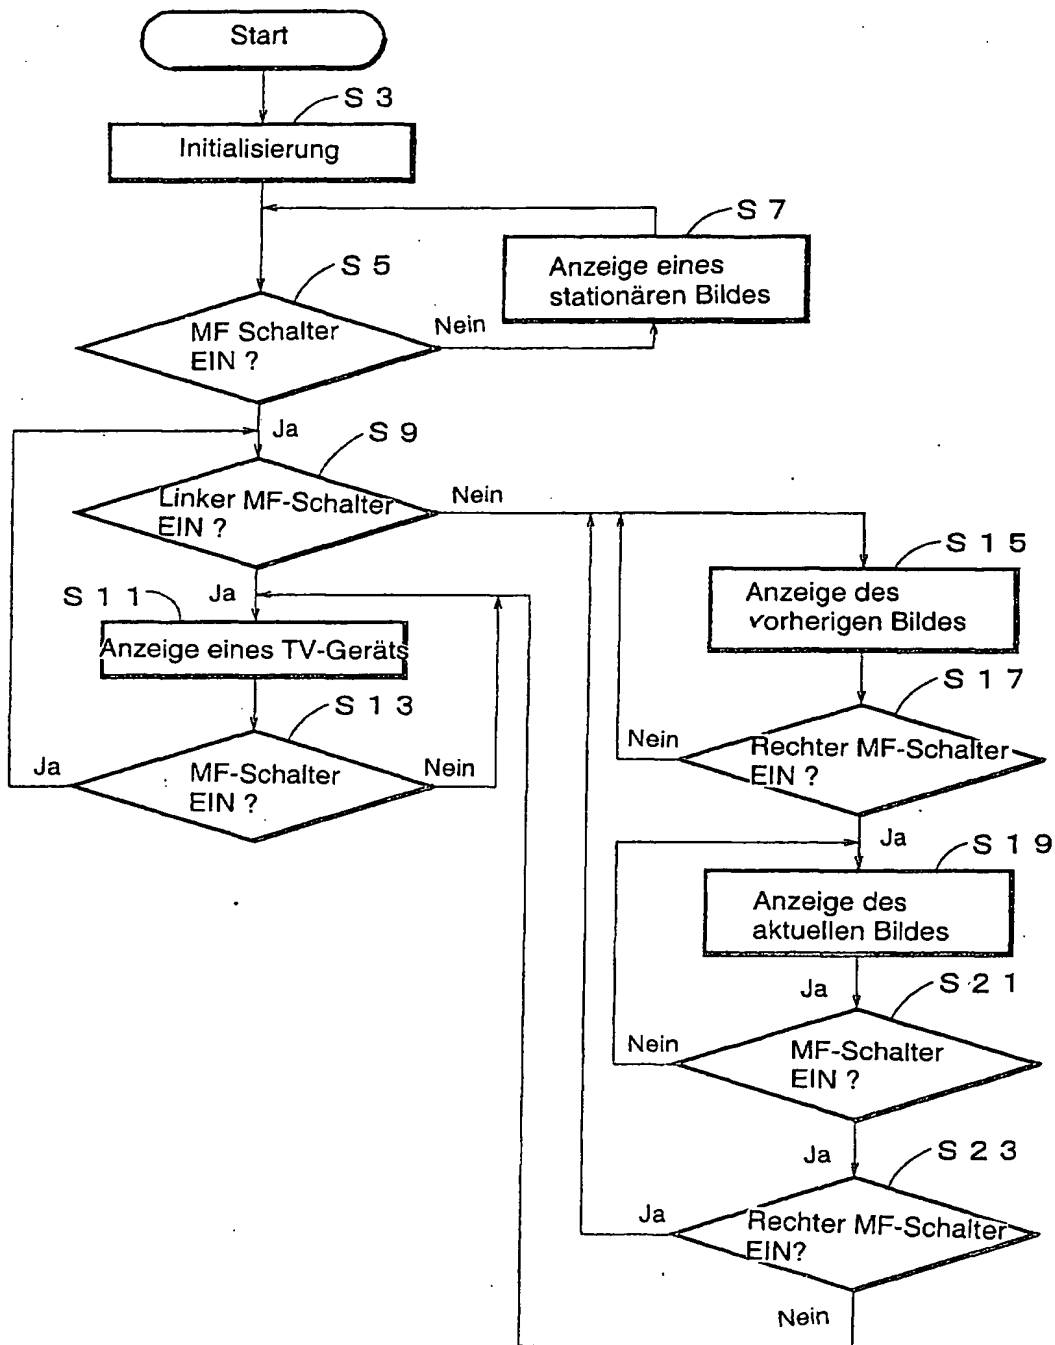 Start
S 3
Initialisierung
S 7
Anzeige eines
stationären Bildes
S 5
MF Schalter
EIN ?
Nein
Ja
S 9
Linker MF-Schalter
EIN ?
Nein
Ja
S 1 1
Anzeige eines TV-Geräts
S 1 3
MF-Schalter
EIN ?
Ja
Nein
S 1 5
Anzeige des
vorherigen Bildes
S 1 7
Rechter MF-Schalter
EIN ?
Nein
Ja
S 1 9
Anzeige des
aktuellen Bildes
Ja
S 2 1
MF-Schalter
EIN ?
Nein
Ja
S 2 3
Rechter MF-Schalter
EIN?
Ja
Nein